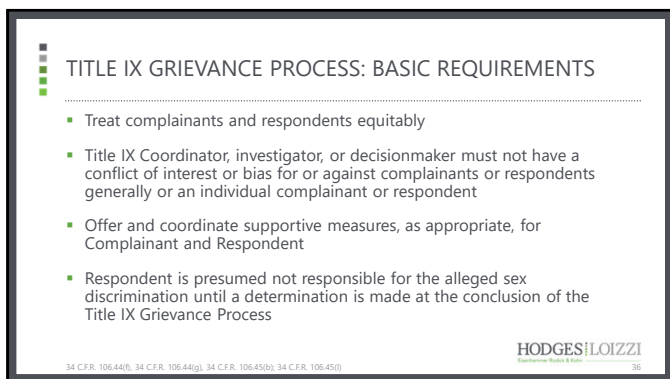 TITLE IX GRIEVANCE PROCESS: BASIC REQUIREMENTS
▪ Treat complainants and respondents equitably
▪ Title IX Coordinator, investigator, or decisionmaker must not have a
conflict of interest or bias for or against complainants or respondents
generally or an individual complainant or respondent
▪ Offer and coordinate supportive measures, as appropriate, for
Complainant and Respondent
▪ Respondent is presumed not responsible for the alleged sex
discrimination until a determination is made at the conclusion of the
Title IX Grievance Process
HODGES LOIZZI
Eisenhammer Rodick & Kohn
34 C.F.R. 106.44(f), 34 C.F.R. 106.44(g), 34 C.F.R. 106.45(b); 34 C.F.R. 106.45(l)
36